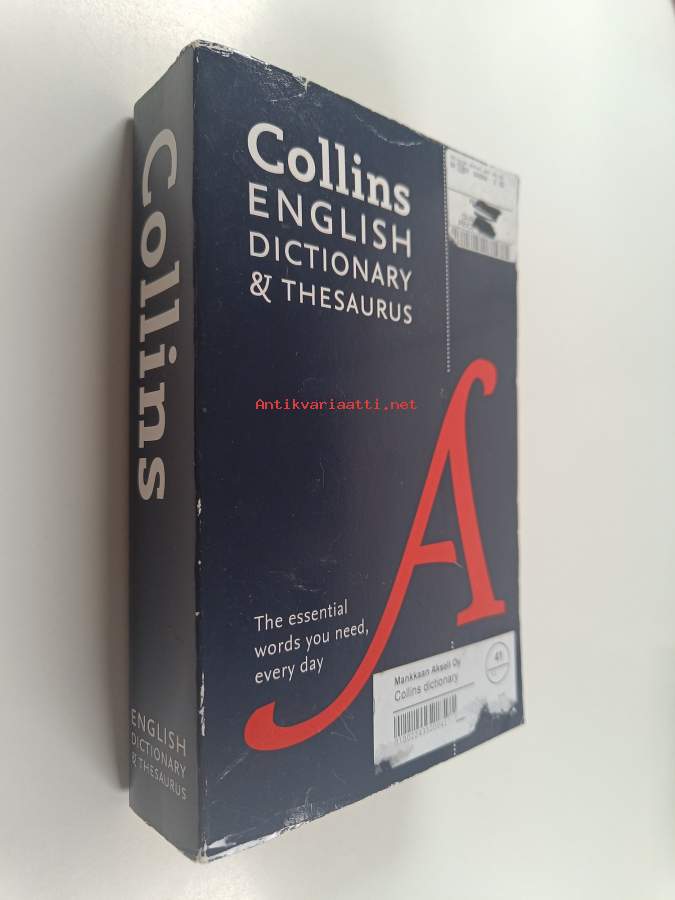 Collins
ENGLISH
DICTIONARY
& THESAURUS
A
The essential
words you need,
every day
Mankkaan Akseli Oy
Collins dictionary
41
Collins
ENGLISH
DICTIONARY
& THESAURUS
Antikvariaatti.net